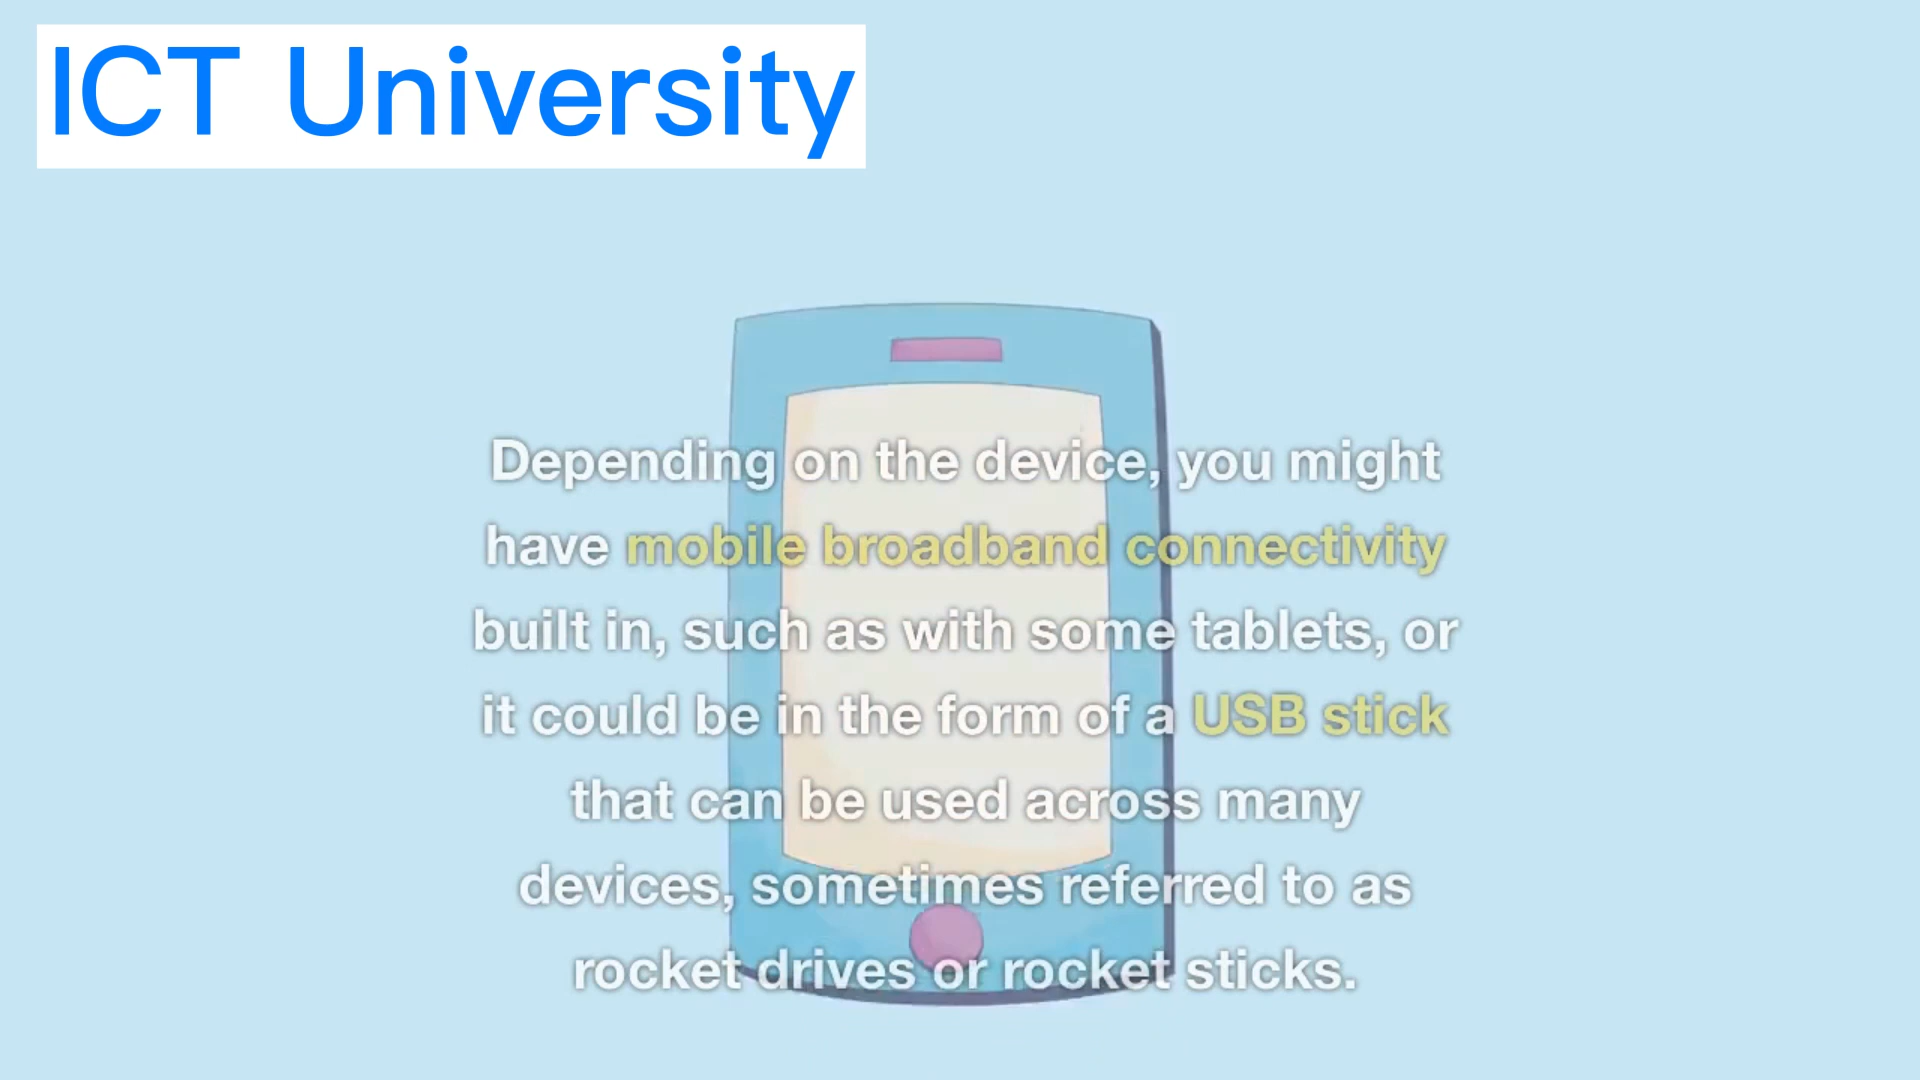 ICT University
Depending on the device, you might
have mobile broadband connectivity
built in, such as with some tablets, or
it could be in the form of a USB stick
that can be used across many
devices, sometimes referred to as
rocket drives or rocket sticks.